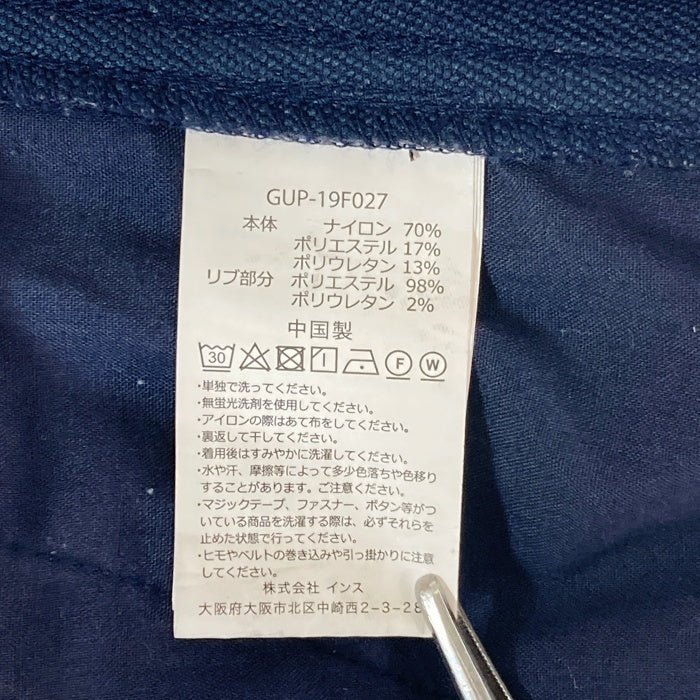 GUP-19F027
本体 ナイロン 70%
ポリエステル 17%
ポリウレタン 13%
リブ部分 ポリエステル 98%
ポリウレタン 2%
中国製
30 F W
・単独で洗ってください。
・無蛍光洗剤を使用してください。
・アイロンの際はあて布をしてください。
・裏返して干してください。
・着用後はすみやかに洗濯してください。
・水や汗、摩擦等によって多少色落ちや色移り
することがあります。ご注意ください。
・マジックテープ、ファスナー、ボタン等がつ
いている商品を洗濯する際は、必ずそれらを
止めた状態で行ってください。
・ヒモやベルトの巻き込みや引っ掛かりに注意
してください。
株式会社 インス
大阪府大阪市北区中崎西2-3-28